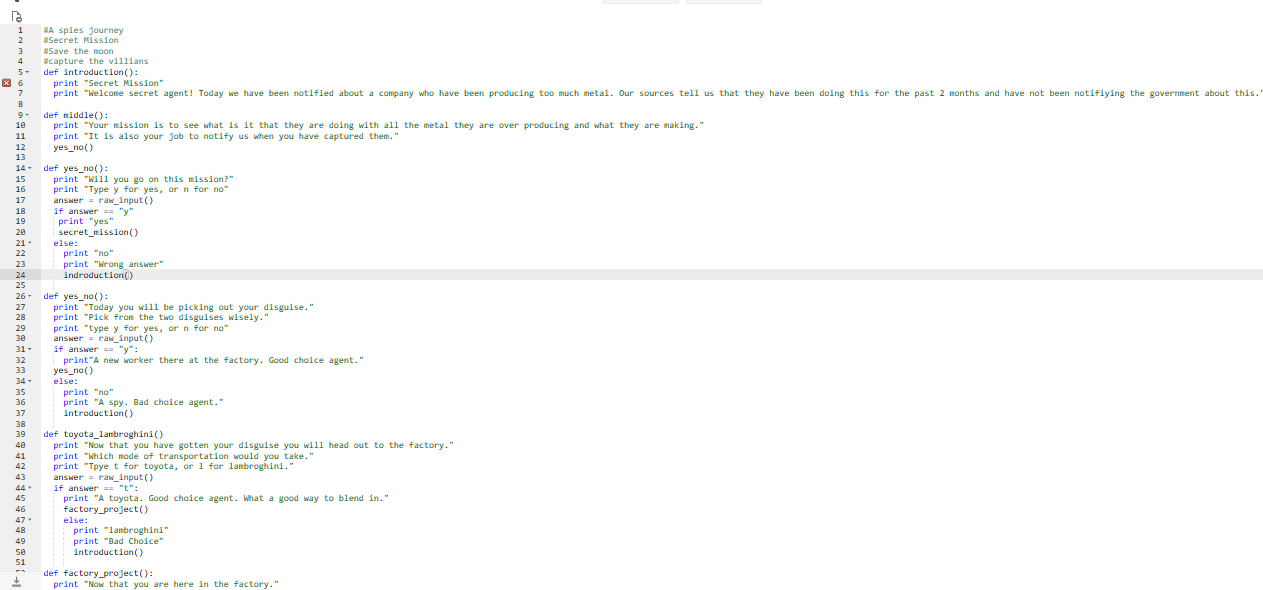 1 #A spies journey
2 #Secret Mission
3 #Save the moon
4 #capture the villians
5 def introduction():
6 print "Secret Mission"
7 print "Welcome secret agent! Today we have been notified about a company who have been producing too much metal. Our sources tell us that they have been doing this for the past 2 months and have not been notifiying the government about this."
8
9 def middle():
10 print "Your mission is to see what is it that they are doing with all the metal they are over producing and what they are making."
11 print "It is also your job to notify us when you have captured them."
12 yes_no()
13
14 def yes_no():
15 print "Will you go on this mission?"
16 print "Type y for yes, or n for no"
17 answer = raw_input()
18 if answer == "y"
19 print "yes"
20 secret_mission()
21 else:
22 print "no"
23 print "Wrong answer"
24 indroduction()
25
26 def yes_no():
27 print "Today you will be picking out your disguise."
28 print "Pick from the two disguises wisely."
29 print "type y for yes, or n for no"
30 answer = raw_input()
31 if answer == "y":
32 print"A new worker there at the factory. Good choice agent."
33 yes_no()
34 else:
35 print "no"
36 print "A spy. Bad choice agent."
37 introduction()
38
39 def toyota_lambroghini()
40 print "Now that you have gotten your disguise you will head out to the factory."
41 print "Which mode of transportation would you take."
42 print "Tpye t for toyota, or l for lambroghini."
43 answer = raw_input()
44 if answer == "t":
45 print "A toyota. Good choice agent. What a good way to blend in."
46 factory_project()
47 else:
48 print "lambroghini"
49 print "Bad Choice"
50 introduction()
51
def factory_project():
print "Now that you are here in the factory."